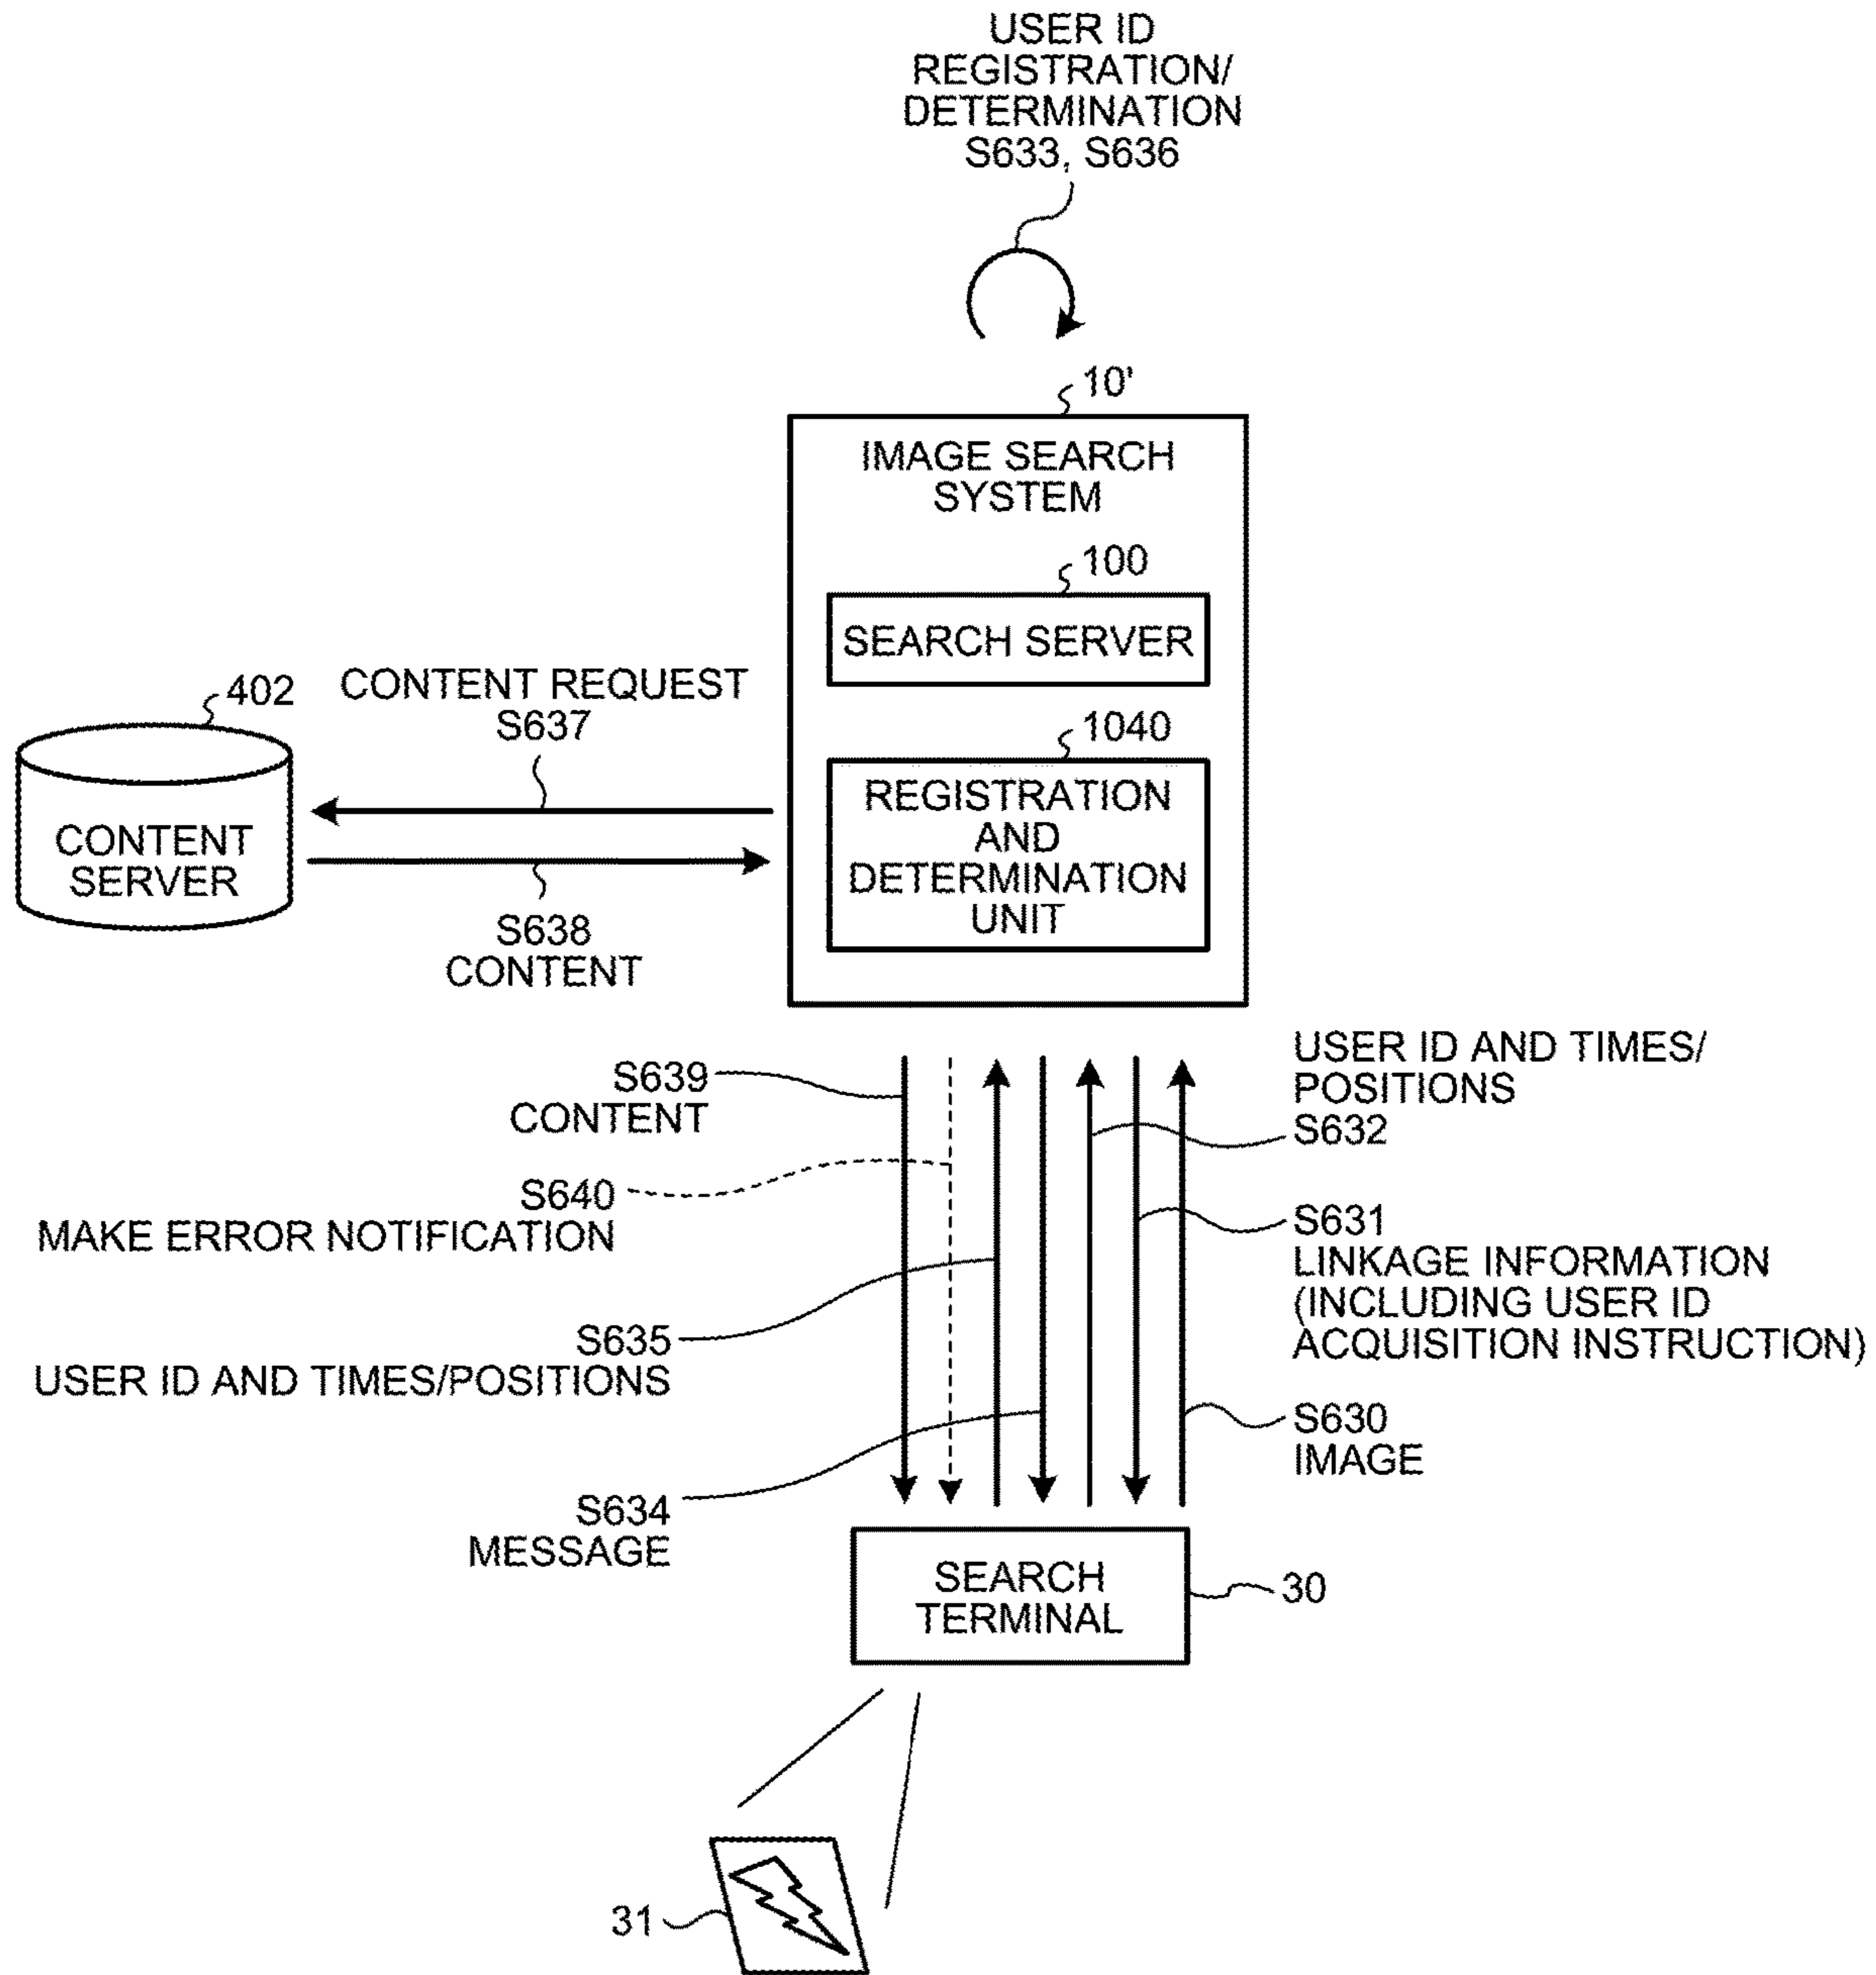 USER ID
REGISTRATION/
DETERMINATION
S633, S636
10'
IMAGE SEARCH
SYSTEM
100
SEARCH SERVER
1040
REGISTRATION
AND
DETERMINATION
UNIT
402
CONTENT
SERVER
CONTENT REQUEST
S637
S638
CONTENT
S639
CONTENT
S640
MAKE ERROR NOTIFICATION
S635
USER ID AND TIMES/POSITIONS
S634
MESSAGE
USER ID AND TIMES/
POSITIONS
S632
S631
LINKAGE INFORMATION
(INCLUDING USER ID
ACQUISITION INSTRUCTION)
S630
IMAGE
SEARCH
TERMINAL
30
31